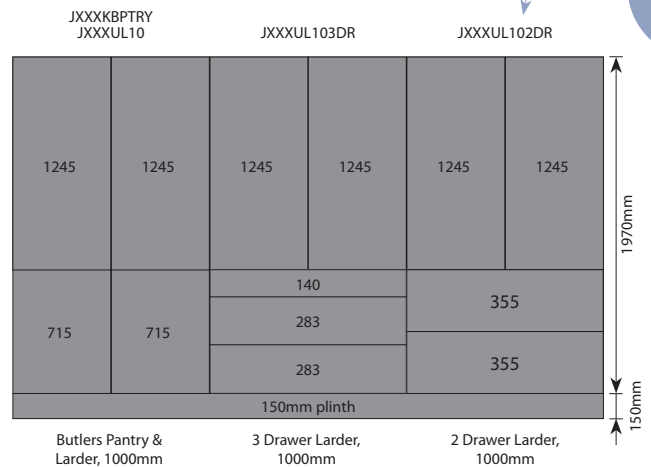 JXXXKBPTRY
JXXXUL10
JXXXUL103DR
JXXXUL102DR
1245
1245
1245
1245
1245
1245
1970mm
715
715
140
283
283
355
355
150mm plinth
150mm
Butlers Pantry &
Larder, 1000mm
3 Drawer Larder,
1000mm
2 Drawer Larder,
1000mm